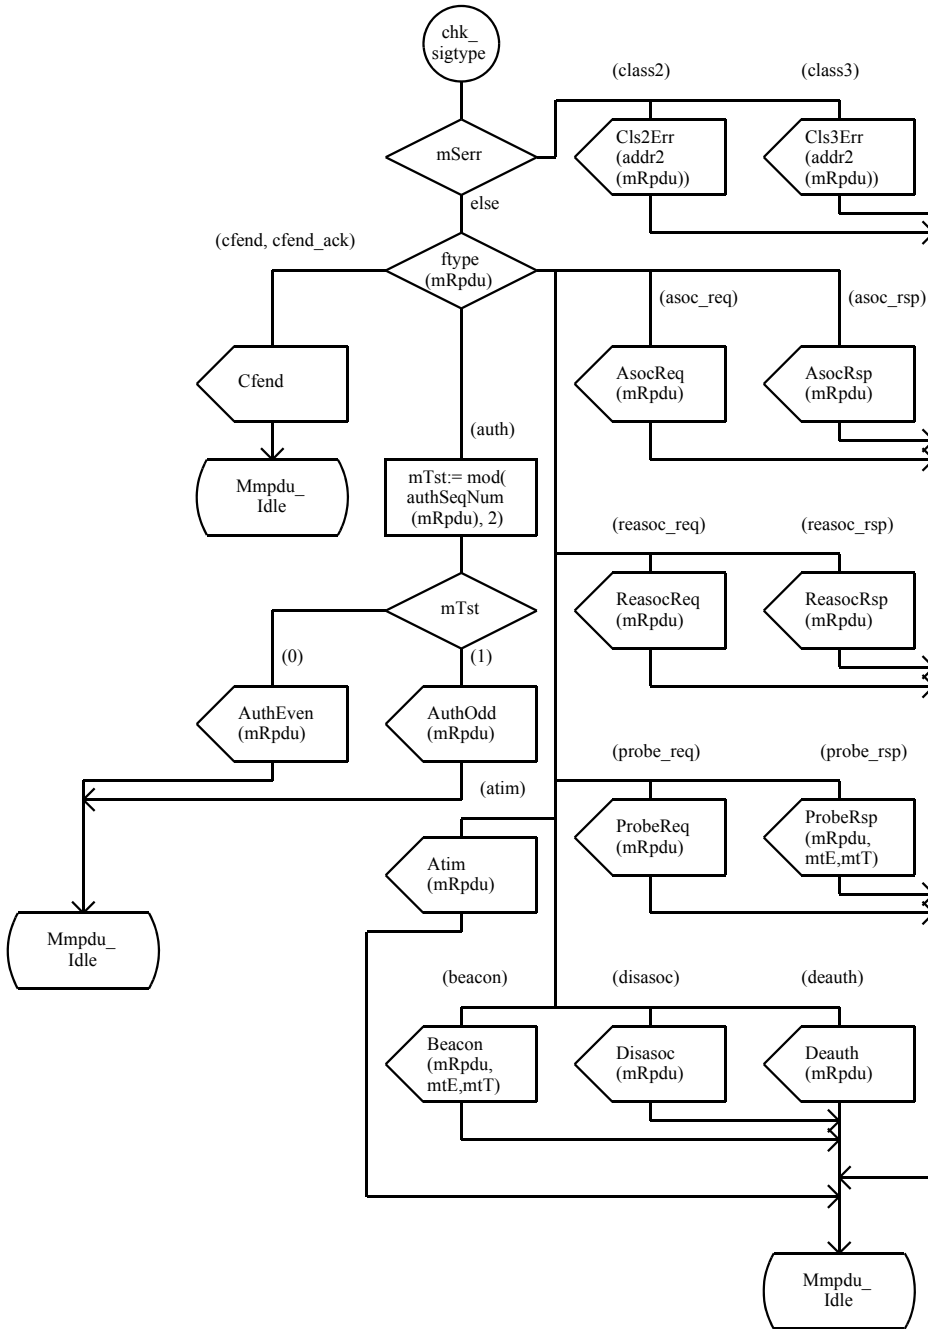 chk_
sigtype
(class2)
(class3)
mSerr
Cls2Err
(addr2
(mRpdu))
Cls3Err
(addr2
(mRpdu))
else
(cfend, cfend_ack)
ftype
(mRpdu)
(asoc_req)
(asoc_rsp)
Cfend
AsocReq
(mRpdu)
AsocRsp
(mRpdu)
(auth)
Mmpdu_
Idle
mTst:= mod(
authSeqNum
(mRpdu), 2)
(reasoc_req)
(reasoc_rsp)
mTst
ReasocReq
(mRpdu)
ReasocRsp
(mRpdu)
(0)
(1)
AuthEven
(mRpdu)
AuthOdd
(mRpdu)
(probe_req)
(probe_rsp)
(atim)
ProbeReq
(mRpdu)
ProbeRsp
(mRpdu,
mtE,mtT)
Atim
(mRpdu)
Mmpdu_
Idle
(beacon)
(disasoc)
(deauth)
Beacon
(mRpdu,
mtE,mtT)
Disasoc
(mRpdu)
Deauth
(mRpdu)
Mmpdu_
Idle